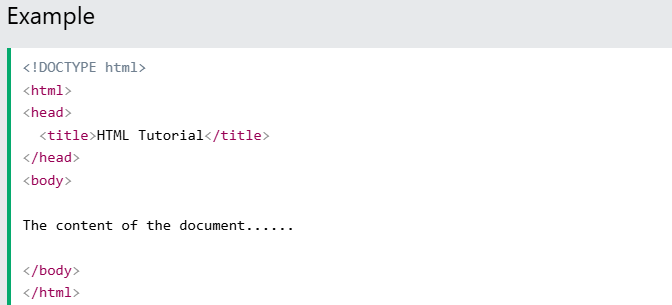 Example
<!DOCTYPE html>
<html>
<head>
  <title>HTML Tutorial</title>
</head>
<body>

The content of the document......

</body>
</html>